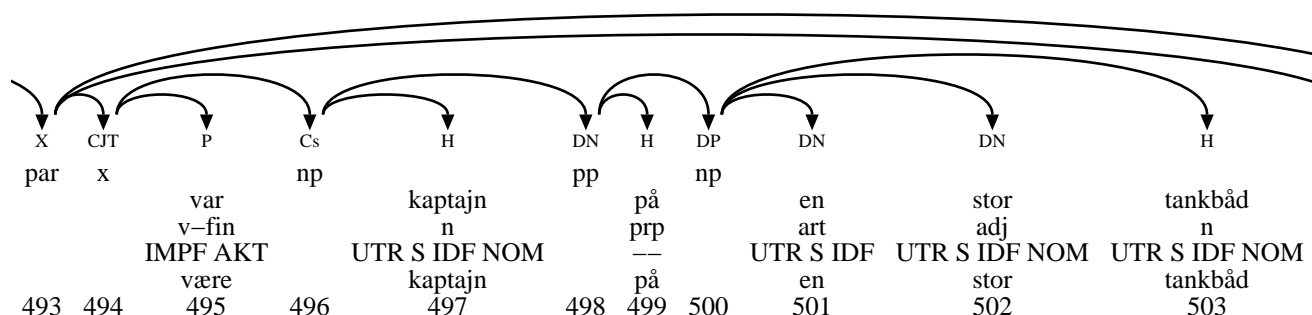 X CJT P Cs H DN H DP DN DN H
par x np pp np
var kaptajn på en stor tankbåd
v−fin n prp art adj n
IMPF AKT UTR S IDF NOM −− UTR S IDF UTR S IDF NOM UTR S IDF NOM
være kaptajn på en stor tankbåd
493 494 495 496 497 498 499 500 501 502 503